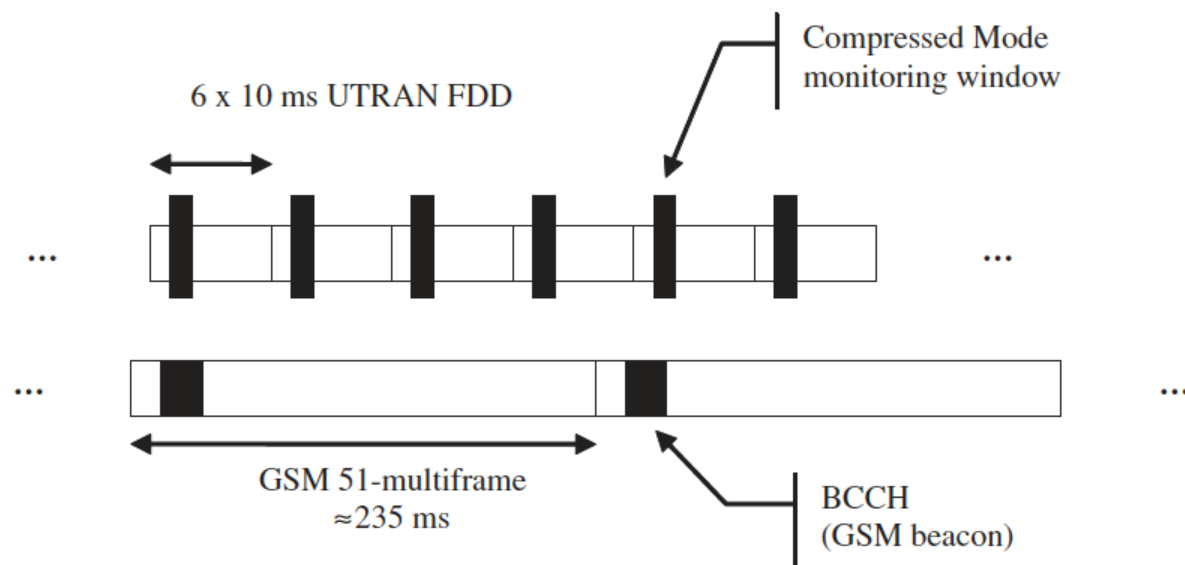 Compressed Mode
monitoring window
6 x 10 ms UTRAN FDD
... ...
... ...
GSM 51-multiframe
≈235 ms
BCCH
(GSM beacon)